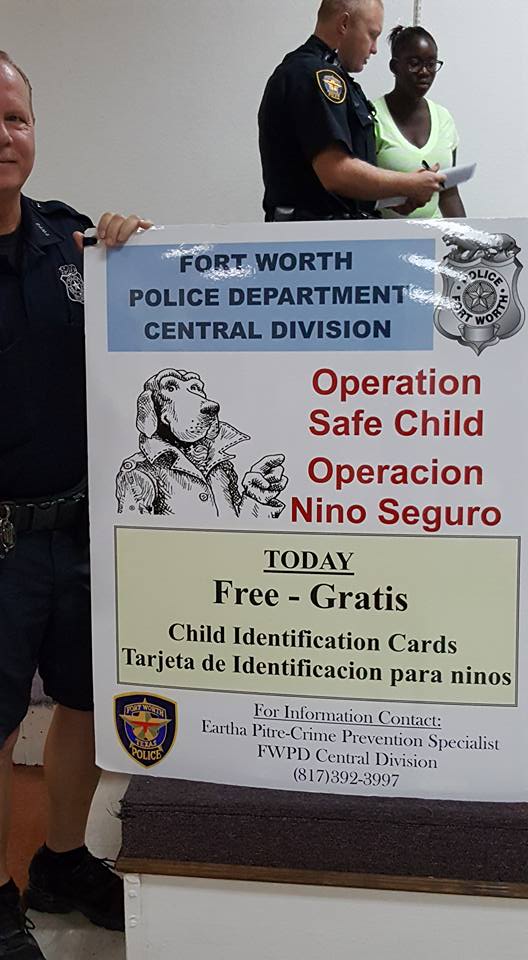 FORT WORTH
POLICE DEPARTMENT
CENTRAL DIVISION
POLICE
FORT WORTH
Operation
Safe Child
Operacion
Nino Seguro
®
TODAY
Free - Gratis
Child Identification Cards
Tarjeta de Identificacion para ninos
FORT WORTH
TEXAS
POLICE
For Information Contact:
Eartha Pitre-Crime Prevention Specialist
FWPD Central Division
(817)392-3997